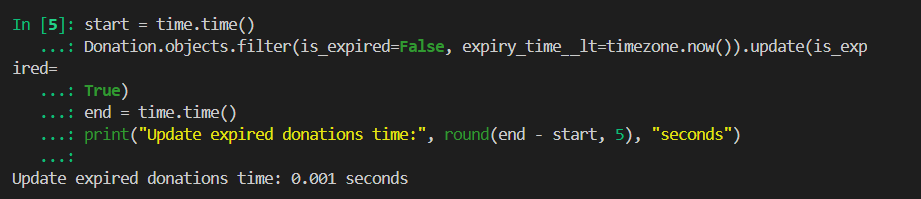 In [5]: start = time.time()
   ...: Donation.objects.filter(is_expired=False, expiry_time__lt=timezone.now()).update(is_exp
ired=
   ...: True)
   ...: end = time.time()
   ...: print("Update expired donations time:", round(end - start, 5), "seconds")
   ...:
Update expired donations time: 0.001 seconds